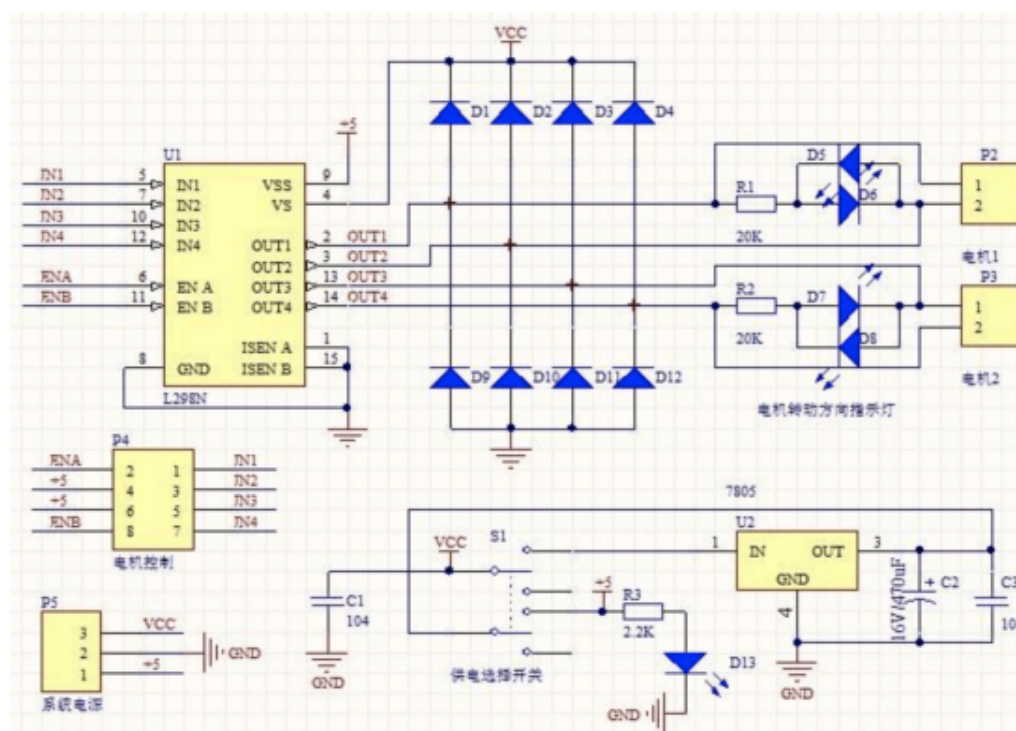 VCC
D1 D2 D3 D4
+5
U1
IN1 5 IN1 VSS 9
IN2 7 IN2 VS 4
IN3 10 IN3
IN4 12 IN4 OUT1 2 OUT1
OUT2 3 OUT2
ENA 6 EN A OUT3 13 OUT3
ENB 11 EN B OUT4 14 OUT4
ISEN A 1
8 GND ISEN B 15
L298N
D9 D10 D11 D12
D5 P2
R1 D6 1
2
20K
电机1
R2 D7 P3
1
2
20K D8
电机2
电机转动方向指示灯
P4
ENA 2 1 IN1
+5 4 3 IN2
+5 6 5 IN3
ENB 8 7 IN4
电机控制
P5
3 VCC
2 GND
1 +5
系统电源
7805
S1 U2
VCC 1 IN OUT 3
GND
4
C1
104
GND
+5 R3
2.2K
D13
GND
供电选择开关
+ C2
16V/470uF
C3
10
GND